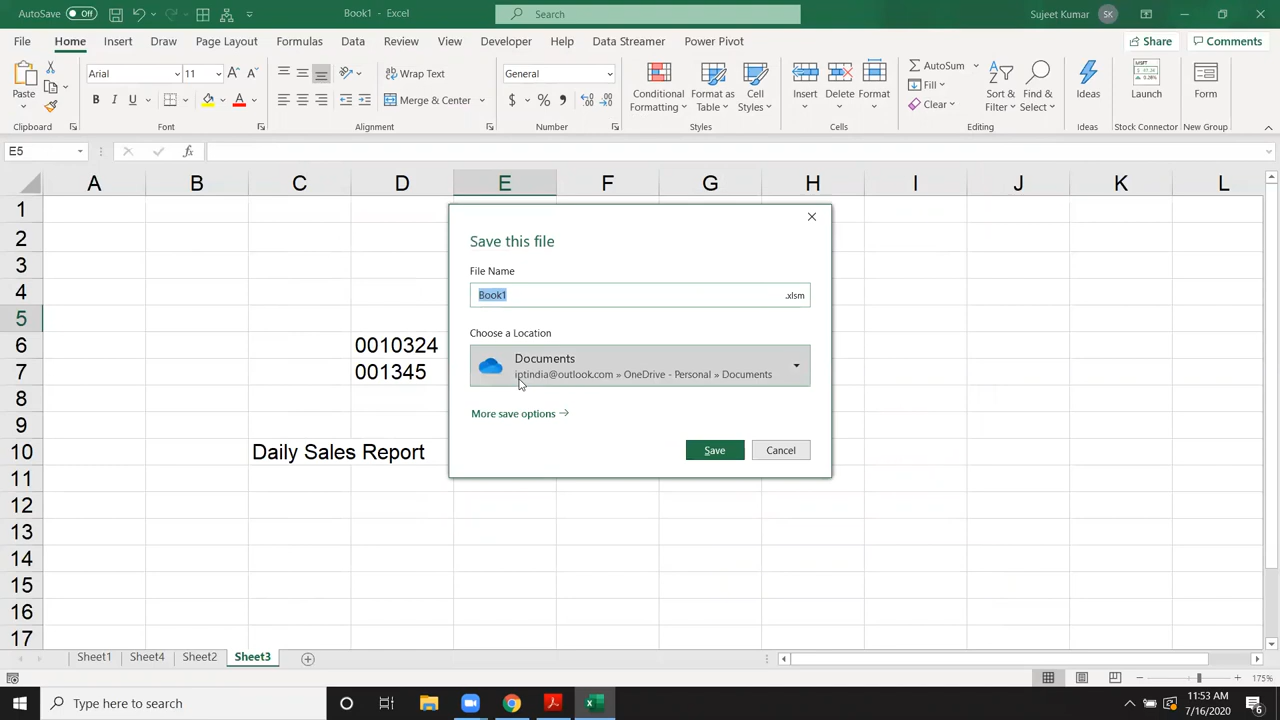 AutoSave Off Book1 - Excel Search Sujeet Kumar SK
File Home Insert Draw Page Layout Formulas Data Review View Developer Help Data Streamer Power Pivot Share Comments
Paste
Clipboard
Arial 11
B I U A
Font
Wrap Text
Merge & Center
Alignment
General
$ % ,
Number
Conditional Formatting
Format as Table
Cell Styles
Styles
Insert Delete Format
Cells
AutoSum
Fill
Clear
Sort & Filter
Find & Select
Editing
Ideas
Ideas
Launch
Stock Connector
Form
New Group
E5 fx
A B C D E F G H I J K L
1
2
3
4
5
6 0010324
7 001345
8
9
10 Daily Sales Report
11
12
13
14
15
16
17
Save this file
File Name
Book1 .xlsm
Choose a Location
Documents
iptindia@outlook.com » OneDrive - Personal » Documents
More save options
Save Cancel
Sheet1 Sheet4 Sheet2 Sheet3
175%
Type here to search
11:53 AM
7/16/2020
6